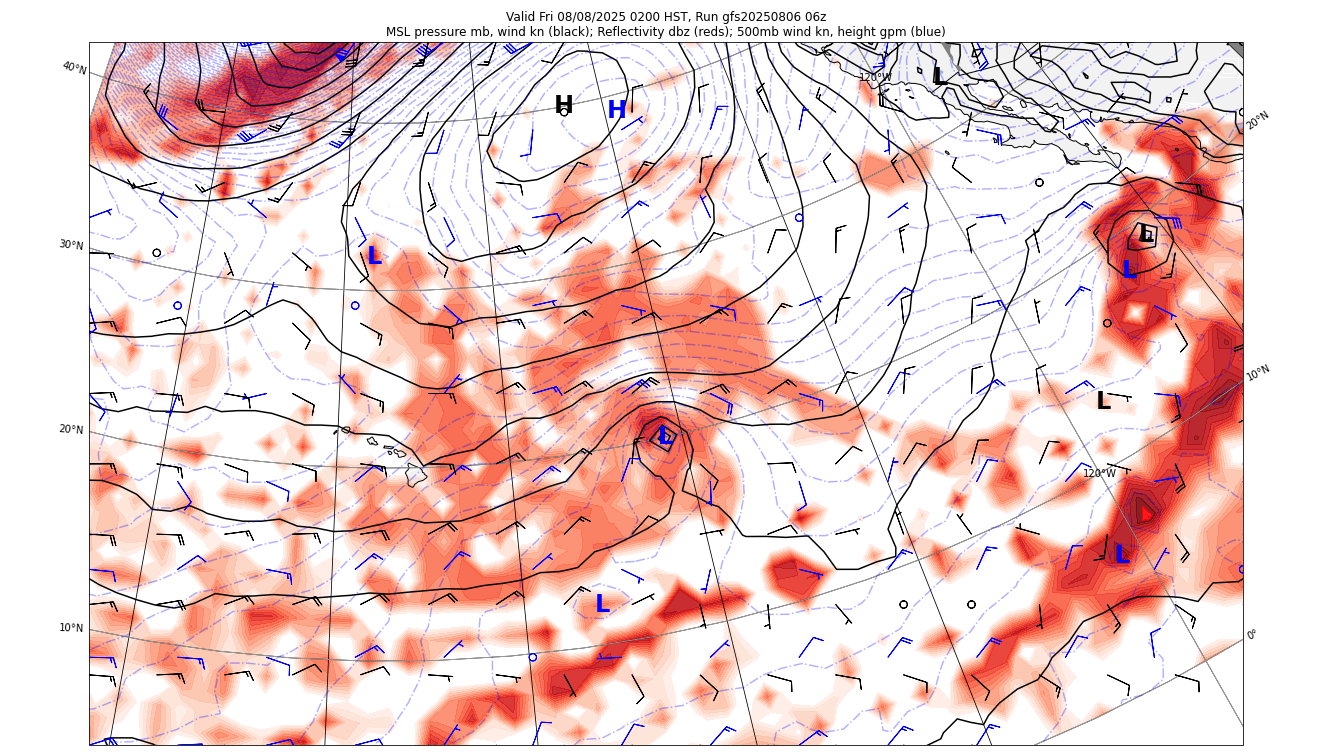 Valid Fri 08/08/2025 0200 HST, Run gfs20250806 06z
MSL pressure mb, wind kn (black); Reflectivity dbz (reds); 500mb wind kn, height gpm (blue)
40°N
120°W
L
H
H
20°N
30°N
L
L
L
10°N
20°N
L
L
120°W
L
L
10°N
0°